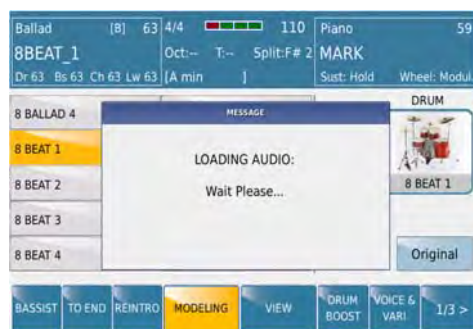 Ballad [B] 63 4/4 110 Piano 59
8BEAT_1 Oct:-- T:-- Split:F# 2 MARK
Dr 63 Bs 63 Ch 63 Lw 63 [A min ] Sust: Hold Wheel: Modul.
8 BALLAD 4
8 BEAT 1
8 BEAT 2
8 BEAT 3
8 BEAT 4
MESSAGE
LOADING AUDIO:
Wait Please...
DRUM
8 BEAT 1
Original
BASSIST TO END REINTRO MODELING VIEW DRUM BOOST VOICE & VARI 1/3 >